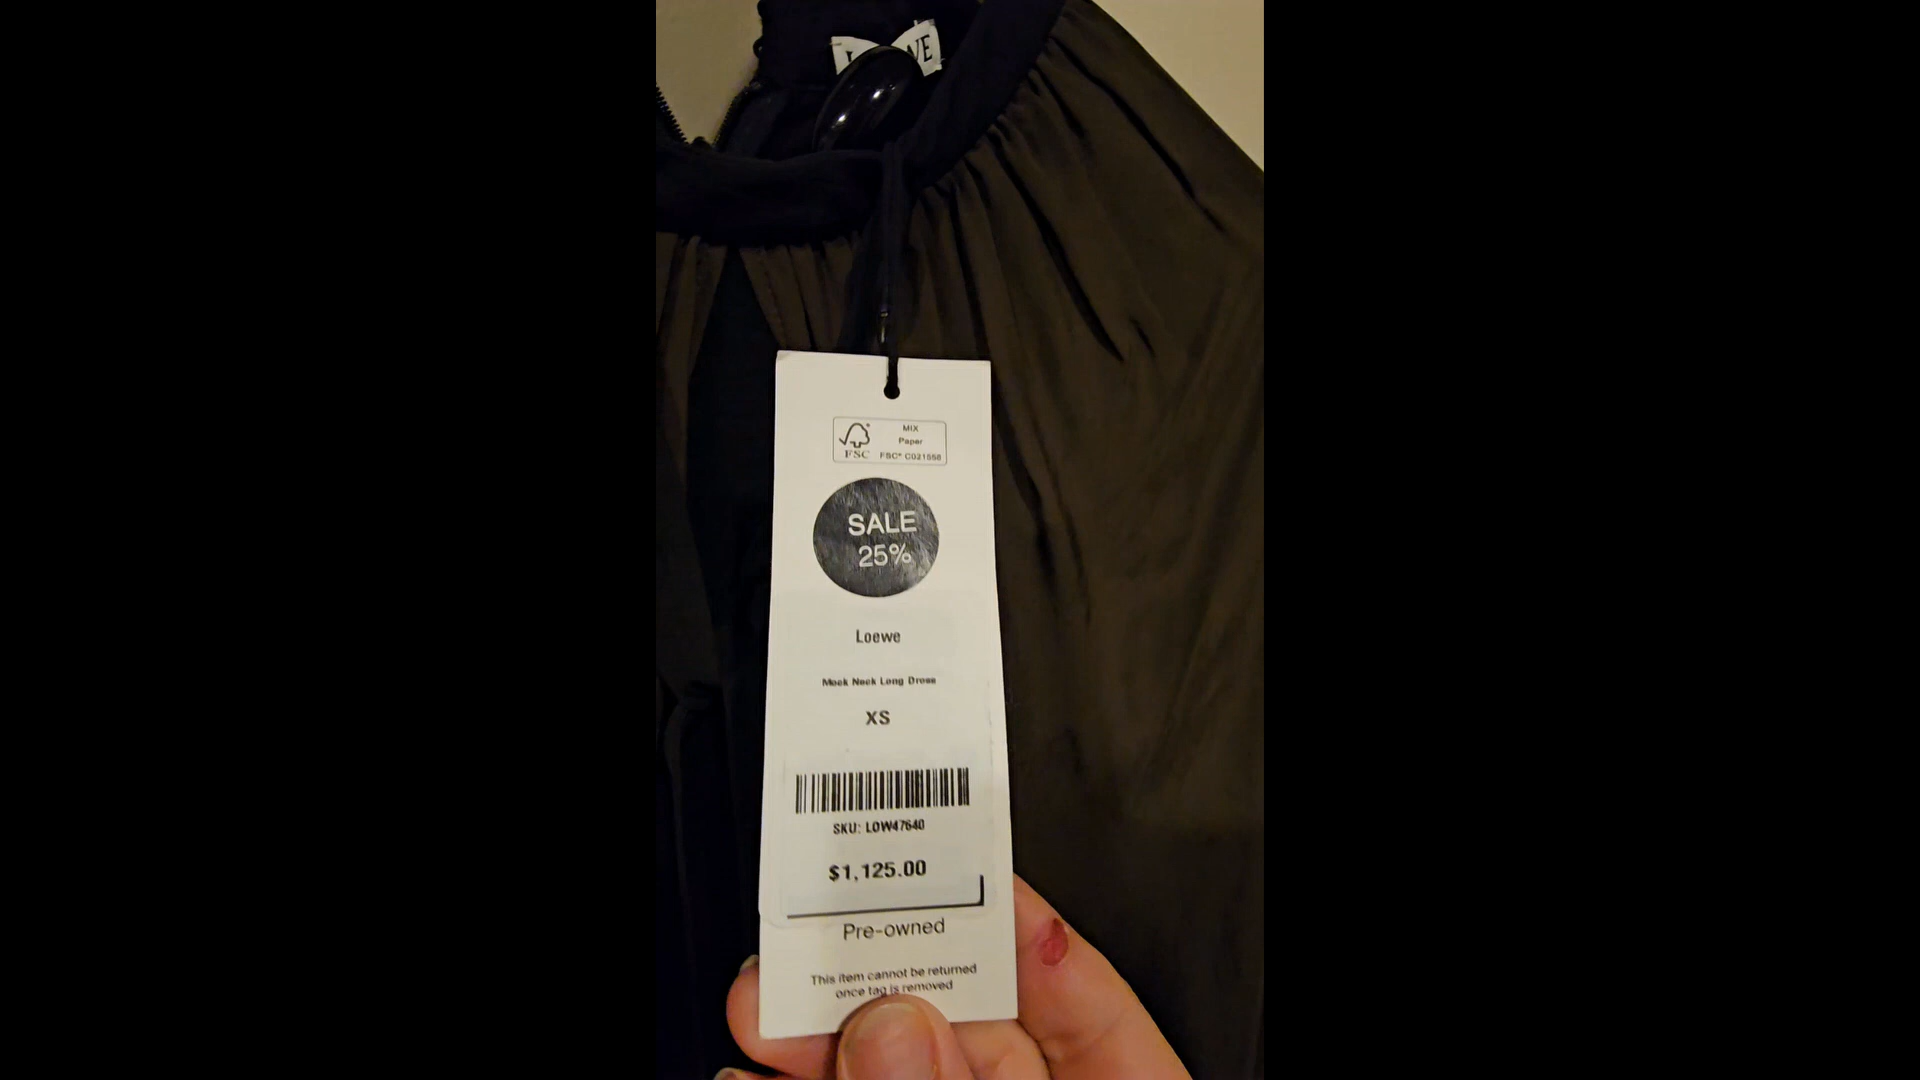 MIX
Paper
FSC
FSC® C021556
SALE
25%
Loewe
Mock Neck Long Dress
XS
SKU: LOW47640
$1,125.00
Pre-owned
This item cannot be returned
once tag is removed